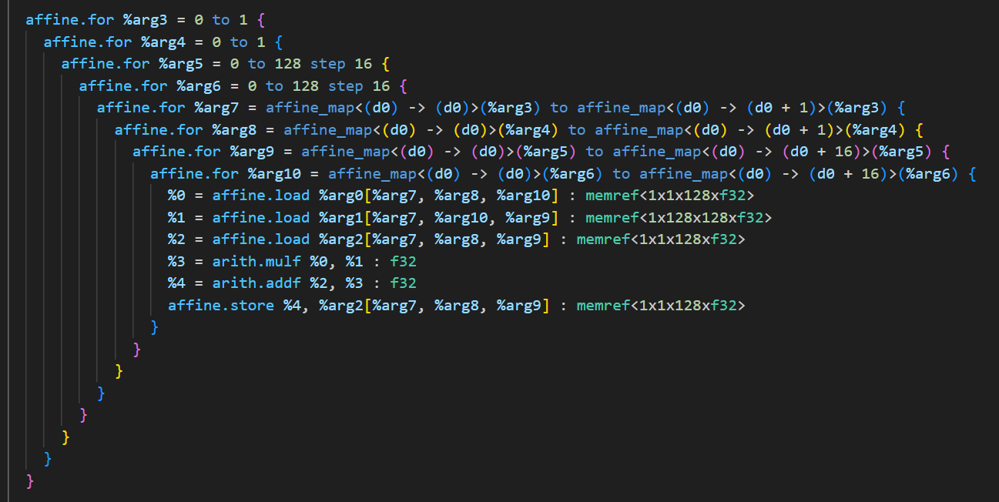 affine.for %arg3 = 0 to 1 {
affine.for %arg4 = 0 to 1 {
affine.for %arg5 = 0 to 128 step 16 {
affine.for %arg6 = 0 to 128 step 16 {
affine.for %arg7 = affine_map<(d0) -> (d0)>(%arg3) to affine_map<(d0) -> (d0 + 1)>(%arg3) {
affine.for %arg8 = affine_map<(d0) -> (d0)>(%arg4) to affine_map<(d0) -> (d0 + 1)>(%arg4) {
affine.for %arg9 = affine_map<(d0) -> (d0)>(%arg5) to affine_map<(d0) -> (d0 + 16)>(%arg5) {
affine.for %arg10 = affine_map<(d0) -> (d0)>(%arg6) to affine_map<(d0) -> (d0 + 16)>(%arg6) {
%0 = affine.load %arg0[%arg7, %arg8, %arg10] : memref<1x1x128xf32>
%1 = affine.load %arg1[%arg7, %arg10, %arg9] : memref<1x128x128xf32>
%2 = affine.load %arg2[%arg7, %arg8, %arg9] : memref<1x1x128xf32>
%3 = arith.mulf %0, %1 : f32
%4 = arith.addf %2, %3 : f32
affine.store %4, %arg2[%arg7, %arg8, %arg9] : memref<1x1x128xf32>
}
}
}
}
}
}
}
}